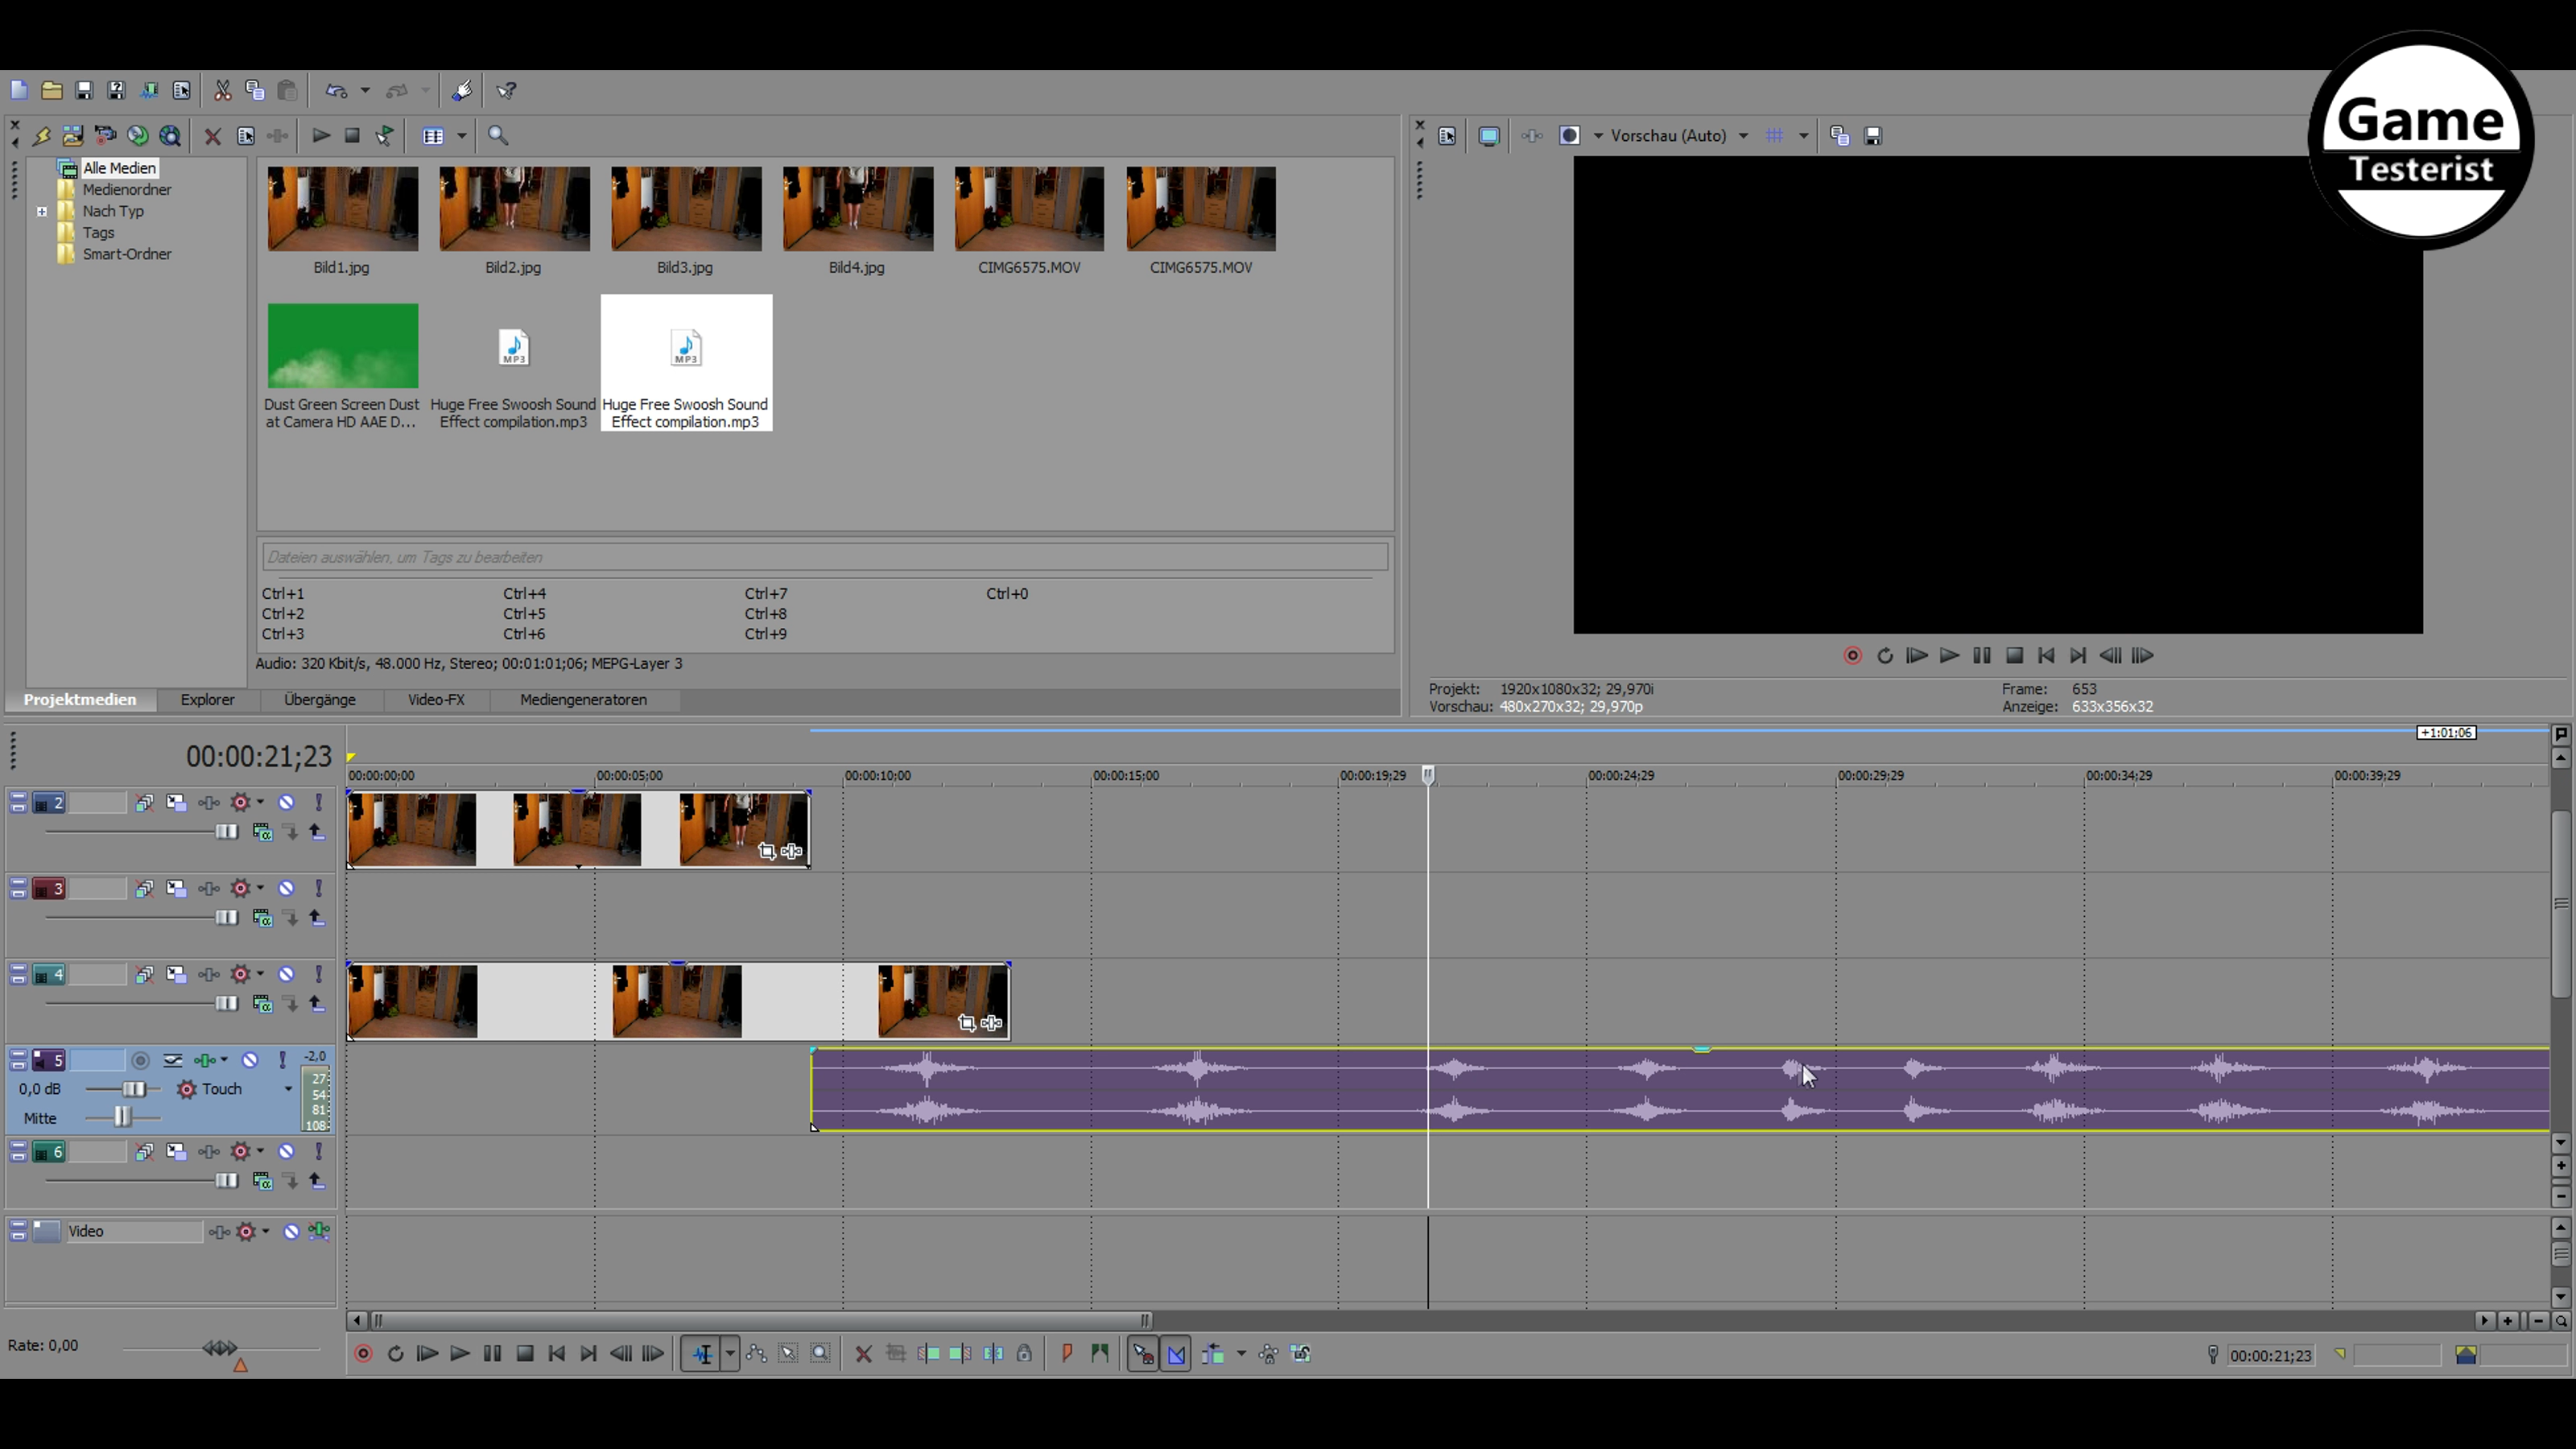 Game
Testerist
Vorschau (Auto)
Alle Medien
Medienordner
Nach Typ
Tags
Smart-Ordner
Bild1.jpg
Bild2.jpg
Bild3.jpg
Bild4.jpg
CIMG6575.MOV
CIMG6575.MOV
MP3
MP3
Dust Green Screen Dust
at Camera HD AAE D...
Huge Free Swoosh Sound
Effect compilation.mp3
Huge Free Swoosh Sound
Effect compilation.mp3
Dateien auswählen, um Tags zu bearbeiten
Ctrl+1 Ctrl+4 Ctrl+7 Ctrl+0
Ctrl+2 Ctrl+5 Ctrl+8
Ctrl+3 Ctrl+6 Ctrl+9
Audio: 320 Kbit/s, 48.000 Hz, Stereo; 00:01:01;06; MEPG-Layer 3
Projektmedien Explorer Übergänge Video-FX Mediengeneratoren
Projekt: 1920x1080x32; 29,970i
Vorschau: 480x270x32; 29,970p
Frame: 653
Anzeige: 633x356x32
+1:01:06
00:00:21;23
00:00:00;00 00:00:05;00 00:00:10;00 00:00:15;00 00:00:19;29 00:00:24;29 00:00:29;29 00:00:34;29 00:00:39;29
2
3
4
5
-2,0
0,0 dB
Touch
Mitte
27
54
81
108
6
Video
Rate: 0,00
00:00:21;23